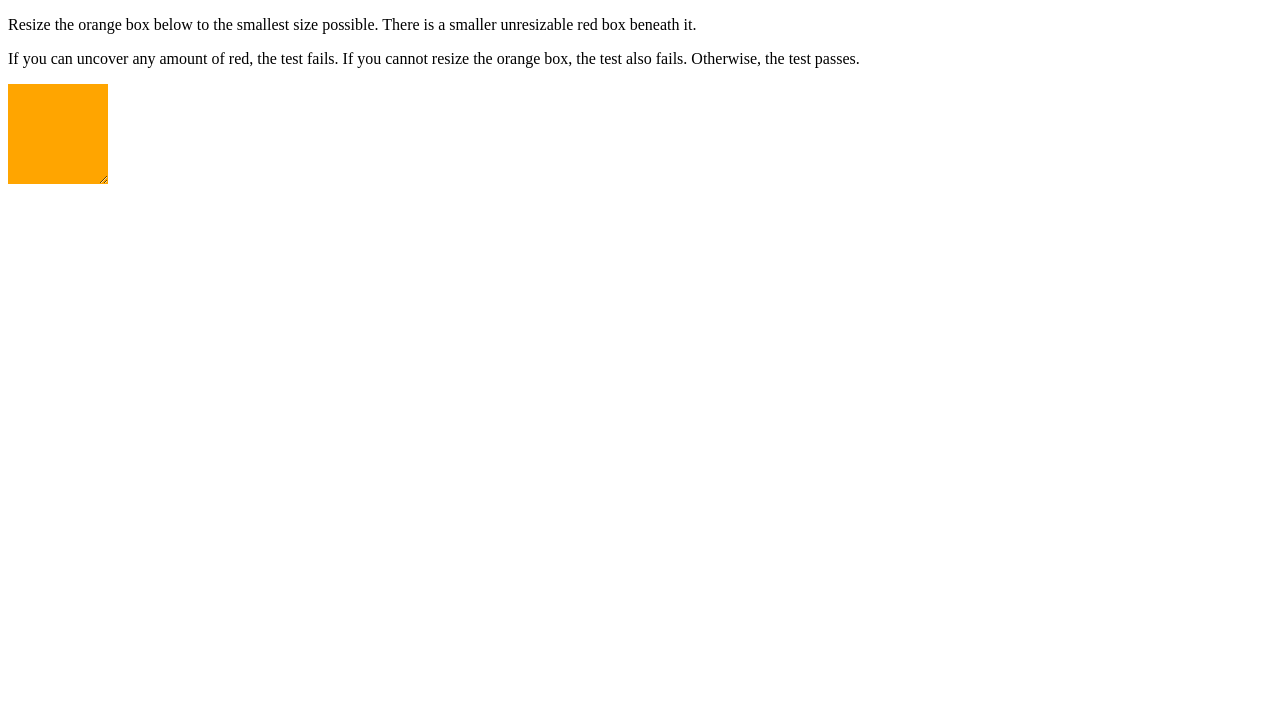 Resize the orange box below to the smallest size possible. There is a smaller unresizable red box beneath it.
If you can uncover any amount of red, the test fails. If you cannot resize the orange box, the test also fails. Otherwise, the test passes.